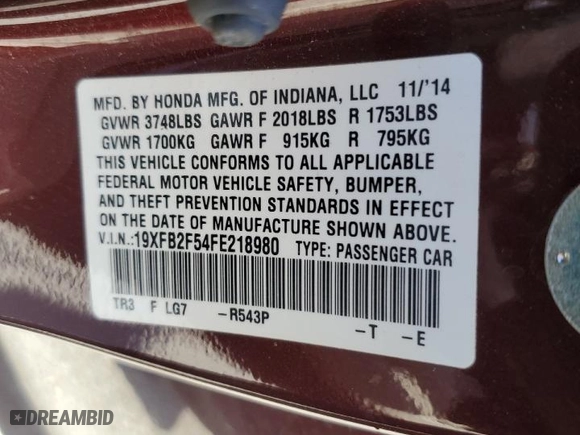 MFD. BY HONDA MFG. OF INDIANA, LLC 11/'14
GVWR 3748LBS GAWR F 2018LBS R 1753LBS
GVWR 1700KG GAWR F 915KG R 795KG
THIS VEHICLE CONFORMS TO ALL APPLICABLE
FEDERAL MOTOR VEHICLE SAFETY, BUMPER,
AND THEFT PREVENTION STANDARDS IN EFFECT
ON THE DATE OF MANUFACTURE SHOWN ABOVE.
V.I.N.:19XFB2F54FE218980 TYPE: PASSENGER CAR
TR3 F LG7 -R543P -T -E
DREAMBID